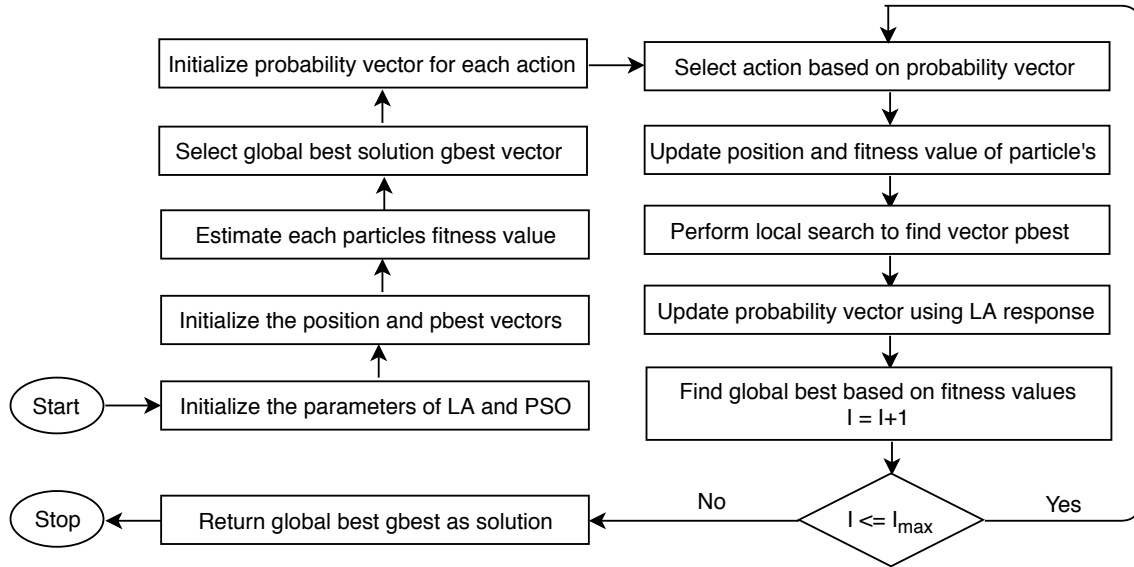 Start
Initialize the parameters of LA and PSO
Initialize the position and pbest vectors
Estimate each particles fitness value
Select global best solution gbest vector
Initialize probability vector for each action
Select action based on probability vector
Update position and fitness value of particle's
Perform local search to find vector pbest
Update probability vector using LA response
Find global best based on fitness values
I = I+1
I <= Imax
Yes
No
Return global best gbest as solution
Stop